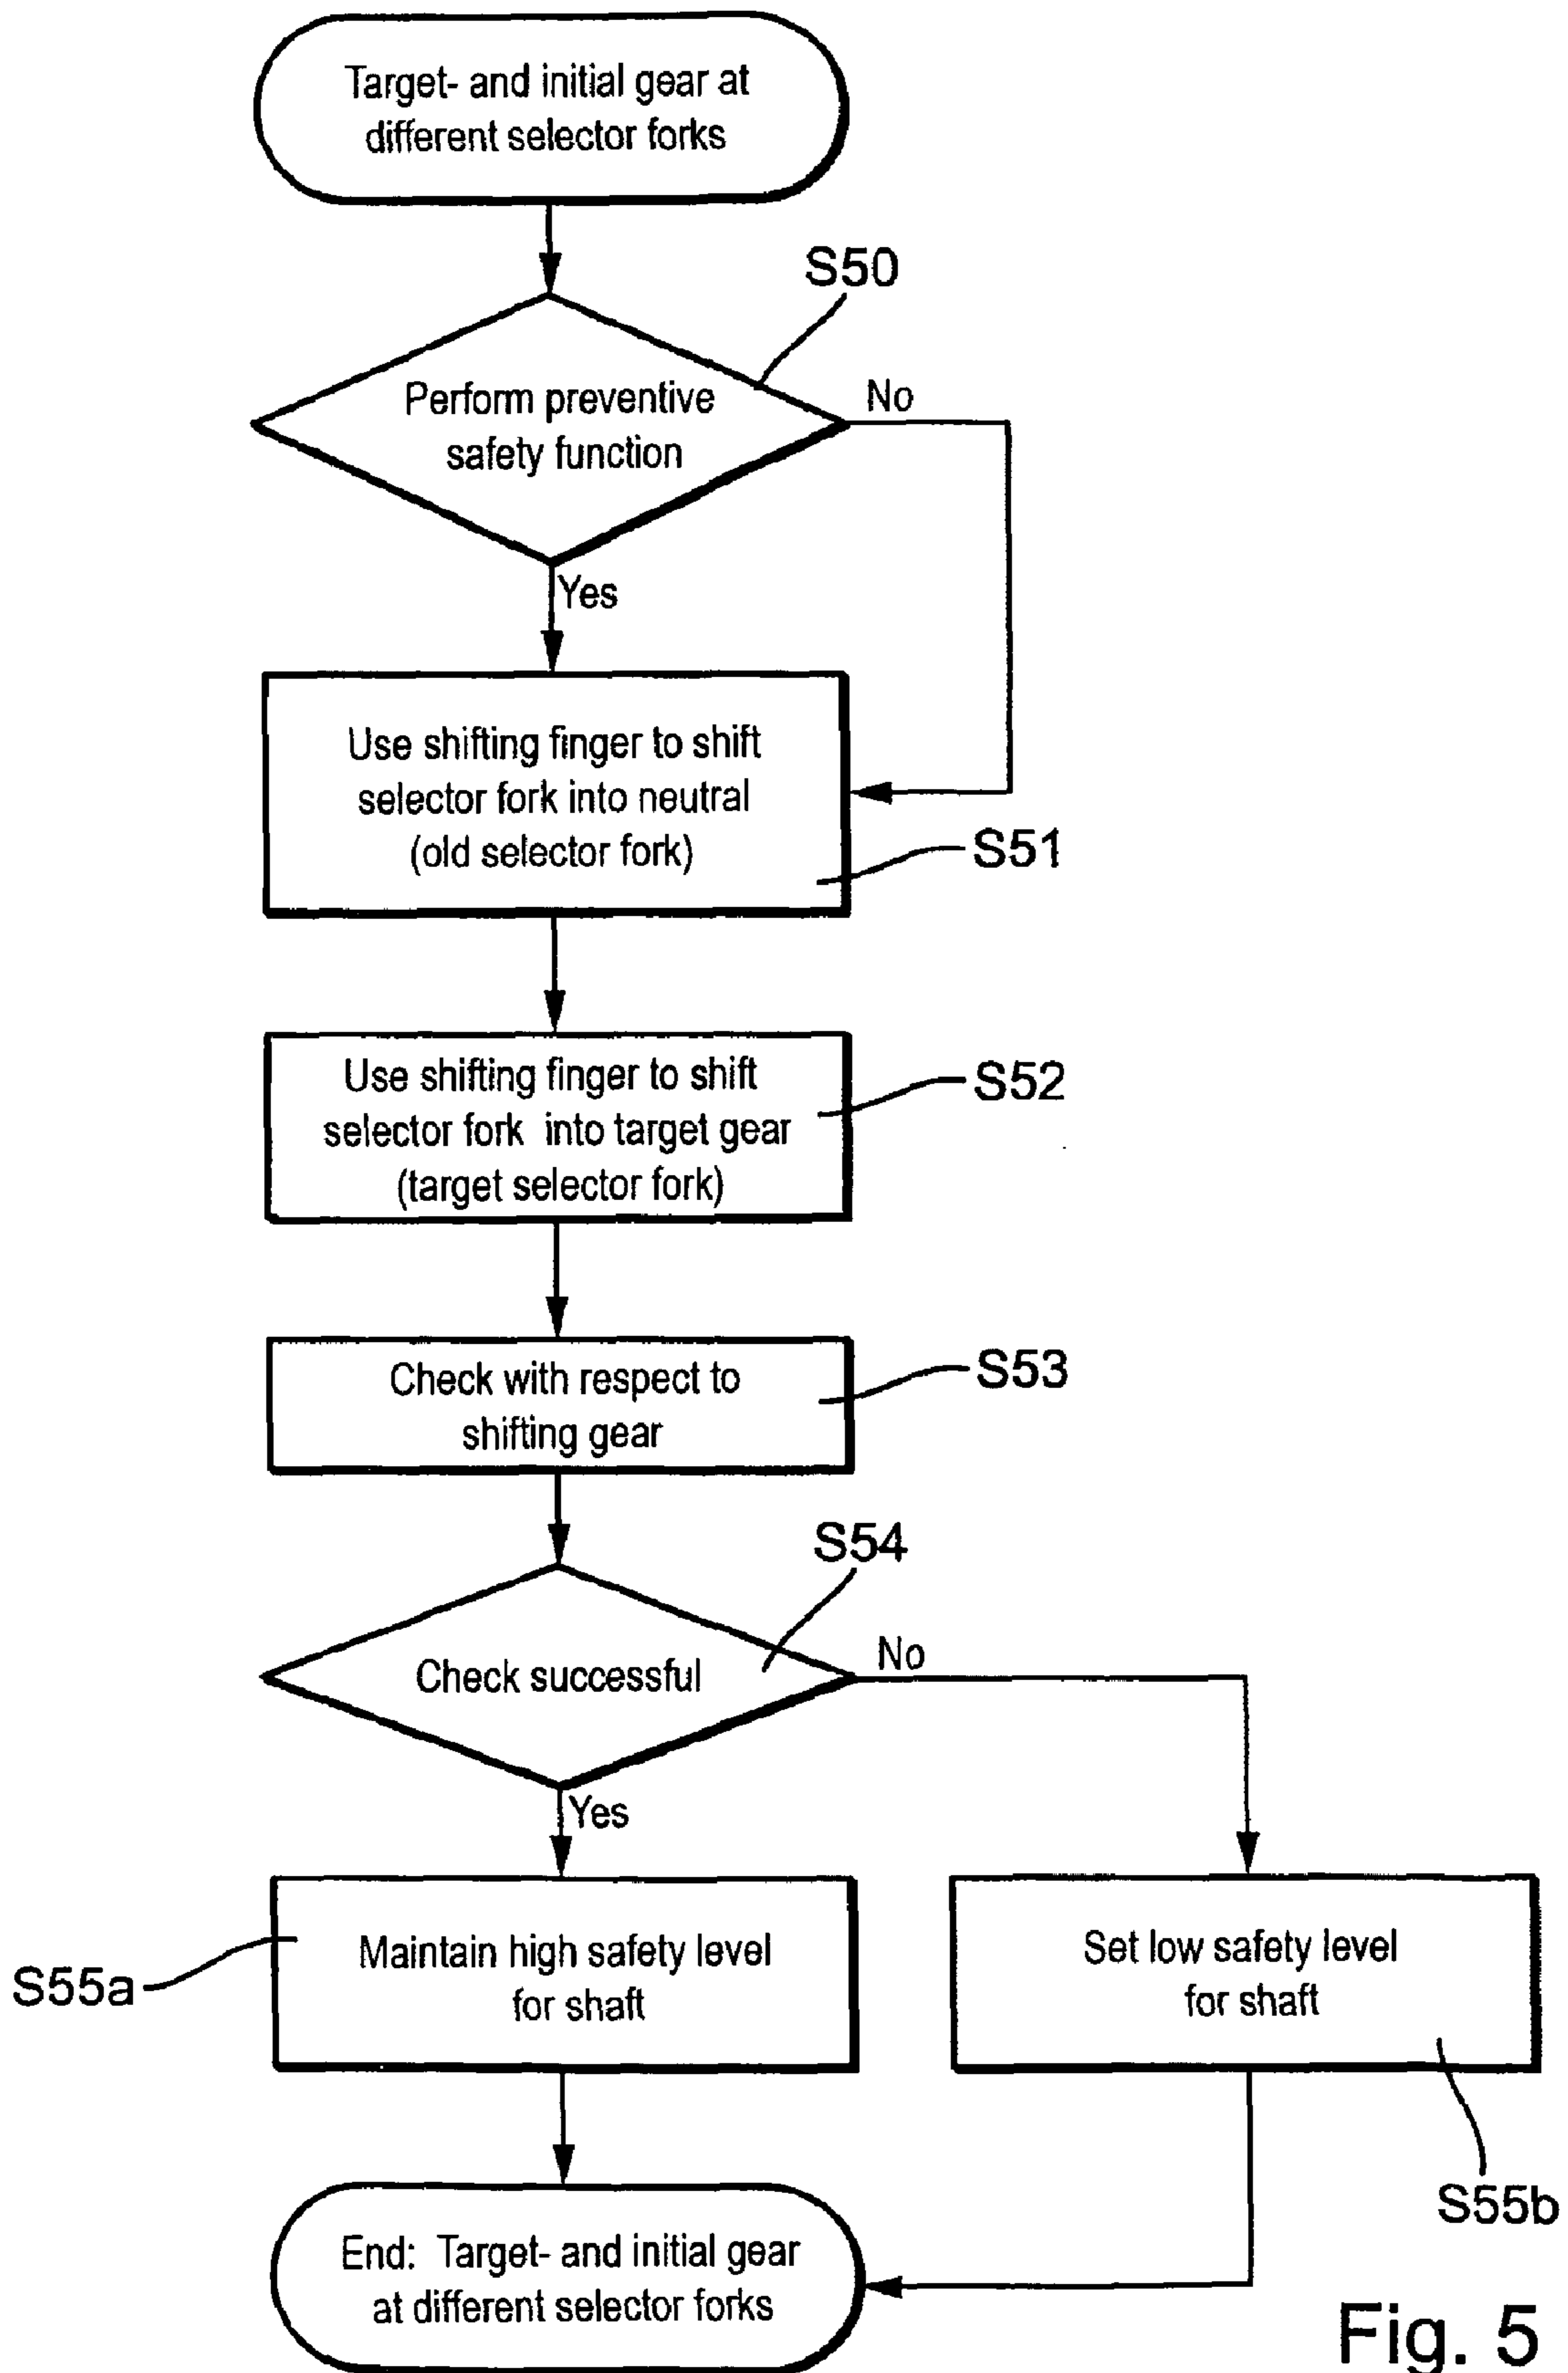 Target- and initial gear at
different selector forks
S50
Perform preventive
safety function
No
Yes
Use shifting finger to shift
selector fork into neutral
(old selector fork)
S51
Use shifting finger to shift
selector fork into target gear
(target selector fork)
S52
Check with respect to
shifting gear
S53
S54
Check successful
No
Yes
Maintain high safety level
for shaft
S55a
Set low safety level
for shaft
S55b
End: Target- and initial gear
at different selector forks
Fig. 5